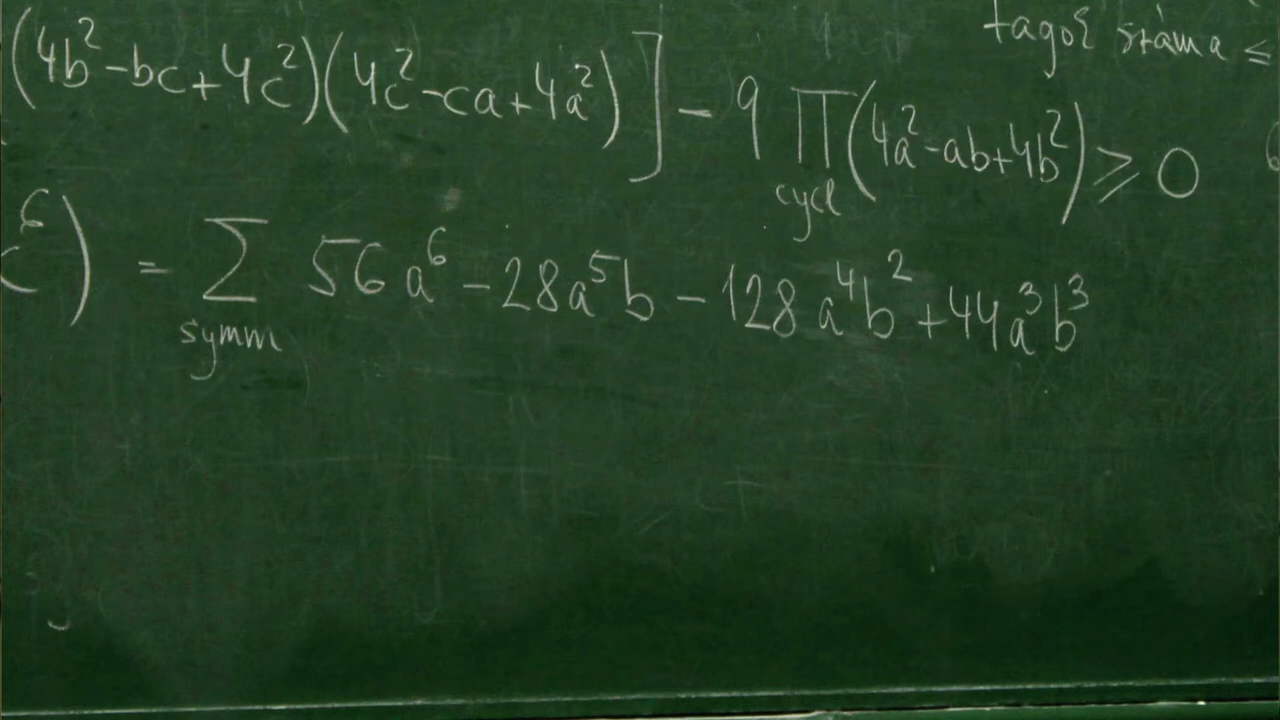 tagok száma ≤
(4b²-bc+4c²)(4c²-ca+4a²)] - 9 ∏ (4a²-ab+4b²) ≥ 0
cycl
c⁶) = ∑ 56a⁶ - 28a⁵b - 128a⁴b² + 44a³b³
symm